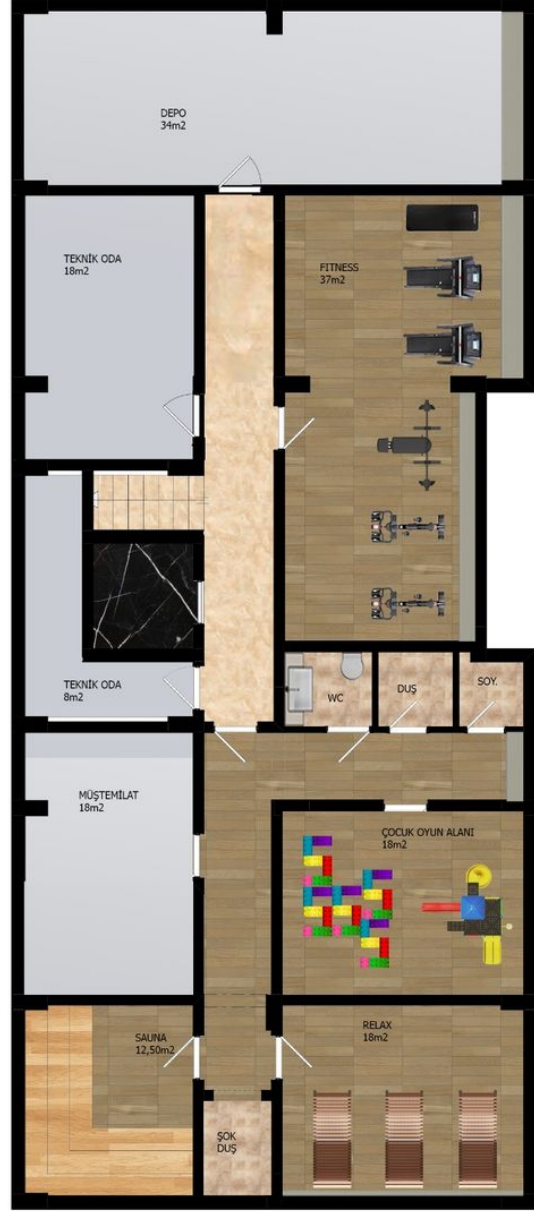 DEPO
34m2
TEKNİK ODA
18m2
FITNESS
37m2
TEKNİK ODA
8m2
WC
DUŞ
SOY.
MÜŞTEMİLAT
18m2
ÇOCUK OYUN ALANI
18m2
SAUNA
12,50m2
RELAX
18m2
ŞOK
DUŞ